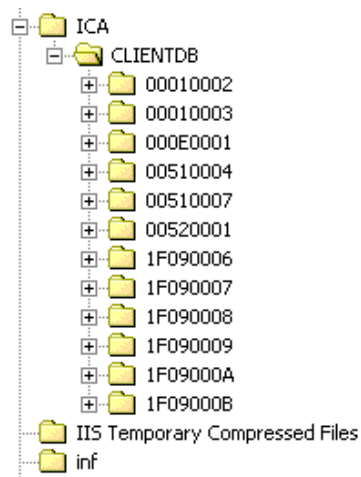 ICA
CLIENTDB
00010002
00010003
000E0001
00510004
00510007
00520001
1F090006
1F090007
1F090008
1F090009
1F09000A
1F09000B
IIS Temporary Compressed Files
inf